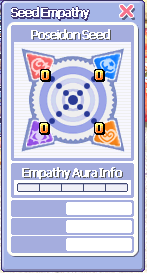 Seed Empathy
Poseidon Seed
0 0
0 0
Empathy Aura Info